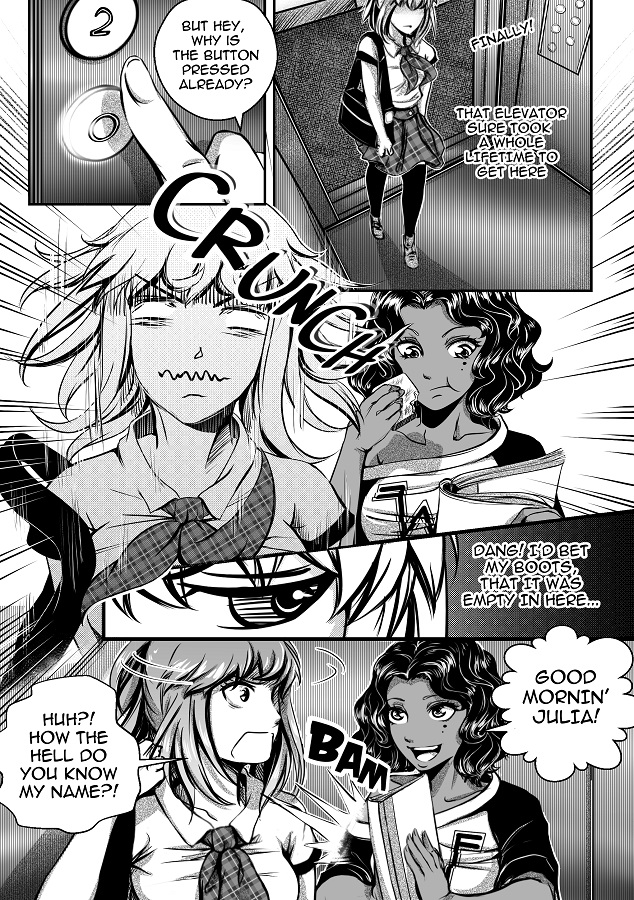 2
BUT HEY,
WHY IS
THE BUTTON
PRESSED
ALREADY?
FINALLY!
THAT ELEVATOR
SURE TOOK
A WHOLE
LIFETIME TO
GET HERE
CRUNCH
W
DANG! I'D BET
MY BOOTS,
THAT IT WAS
EMPTY IN HERE...
GOOD
MORNIN'
JULIA!
HUH?!
HOW THE
HELL DO
YOU KNOW
MY NAME?!
BAM
F